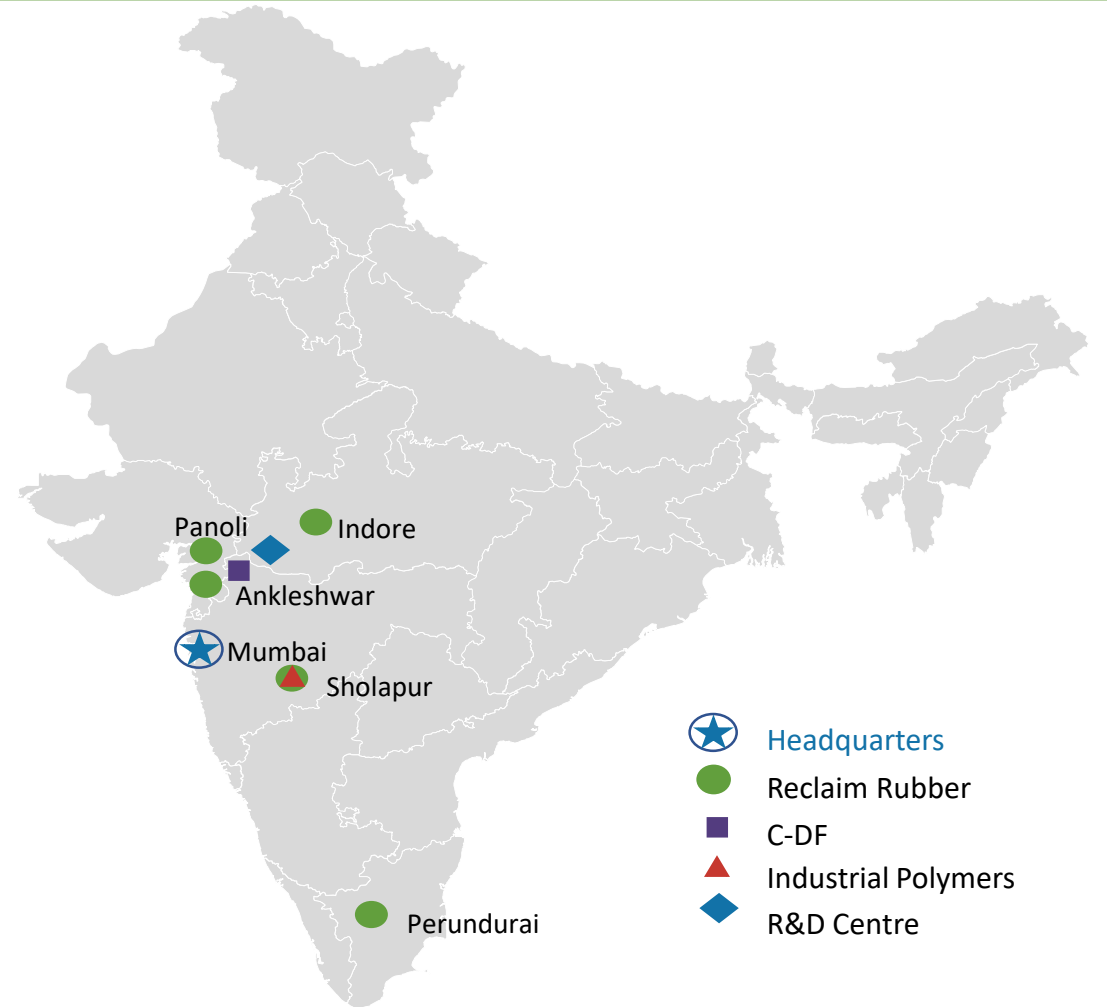 Panoli
Indore
Ankleshwar
Mumbai
Sholapur
Headquarters
Reclaim Rubber
C-DF
Industrial Polymers
R&D Centre
Perundurai